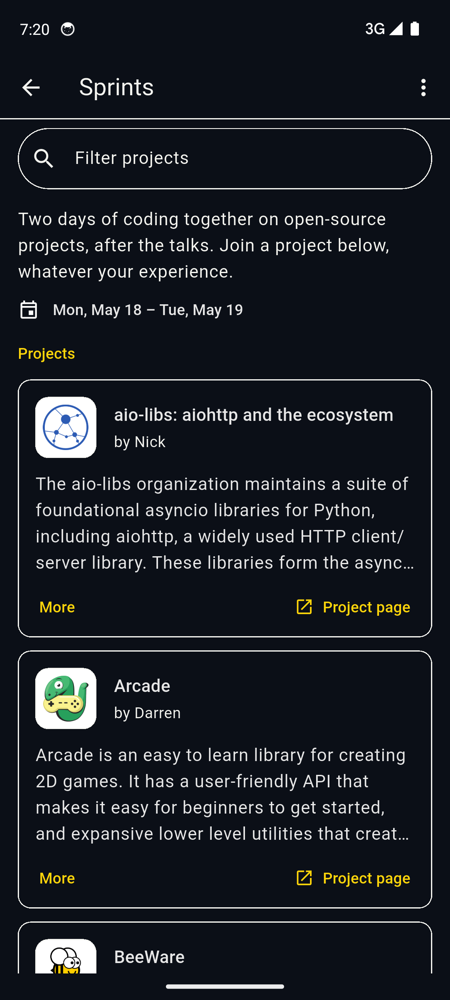 7:20
3G
Sprints
Filter projects
Two days of coding together on open-source
projects, after the talks. Join a project below,
whatever your experience.
Mon, May 18 – Tue, May 19
Projects
aio-libs: aiohttp and the ecosystem
by Nick
The aio-libs organization maintains a suite of
foundational asyncio libraries for Python,
including aiohttp, a widely used HTTP client/
server library. These libraries form the async…
More
Project page
Arcade
by Darren
Arcade is an easy to learn library for creating
2D games. It has a user-friendly API that
makes it easy for beginners to get started,
and expansive lower level utilities that creat…
More
Project page
BeeWare